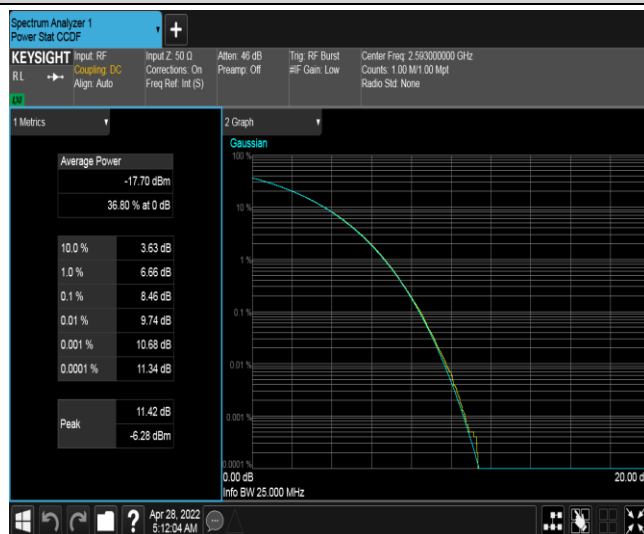 Spectrum Analyzer 1
Power Stat CCDF
+
KEYSIGHT
RL
LNI
Input: RF
Coupling: DC
Align: Auto
Input Z: 50 Ω
Corrections: On
Freq Ref: Int (S)
Atten: 46 dB
Preamp: Off
Trig: RF Burst
#IF Gain: Low
Center Freq: 2.593000000 GHz
Counts: 1.00 M/1.00 Mpt
Radio Std: None
1 Metrics
Average Power
-17.70 dBm
36.80 % at 0 dB
10.0 % 3.63 dB
1.0 % 6.66 dB
0.1 % 8.46 dB
0.01 % 9.74 dB
0.001 % 10.68 dB
0.0001 % 11.34 dB
Peak
11.42 dB
-6.28 dBm
2 Graph
Gaussian
100 %
10 %
1 %
0.1 %
0.01 %
0.001 %
0.0001 %
0.00 dB 20.00 d
Info BW 25.000 MHz
?
Apr 28, 2022
5:12:04 AM